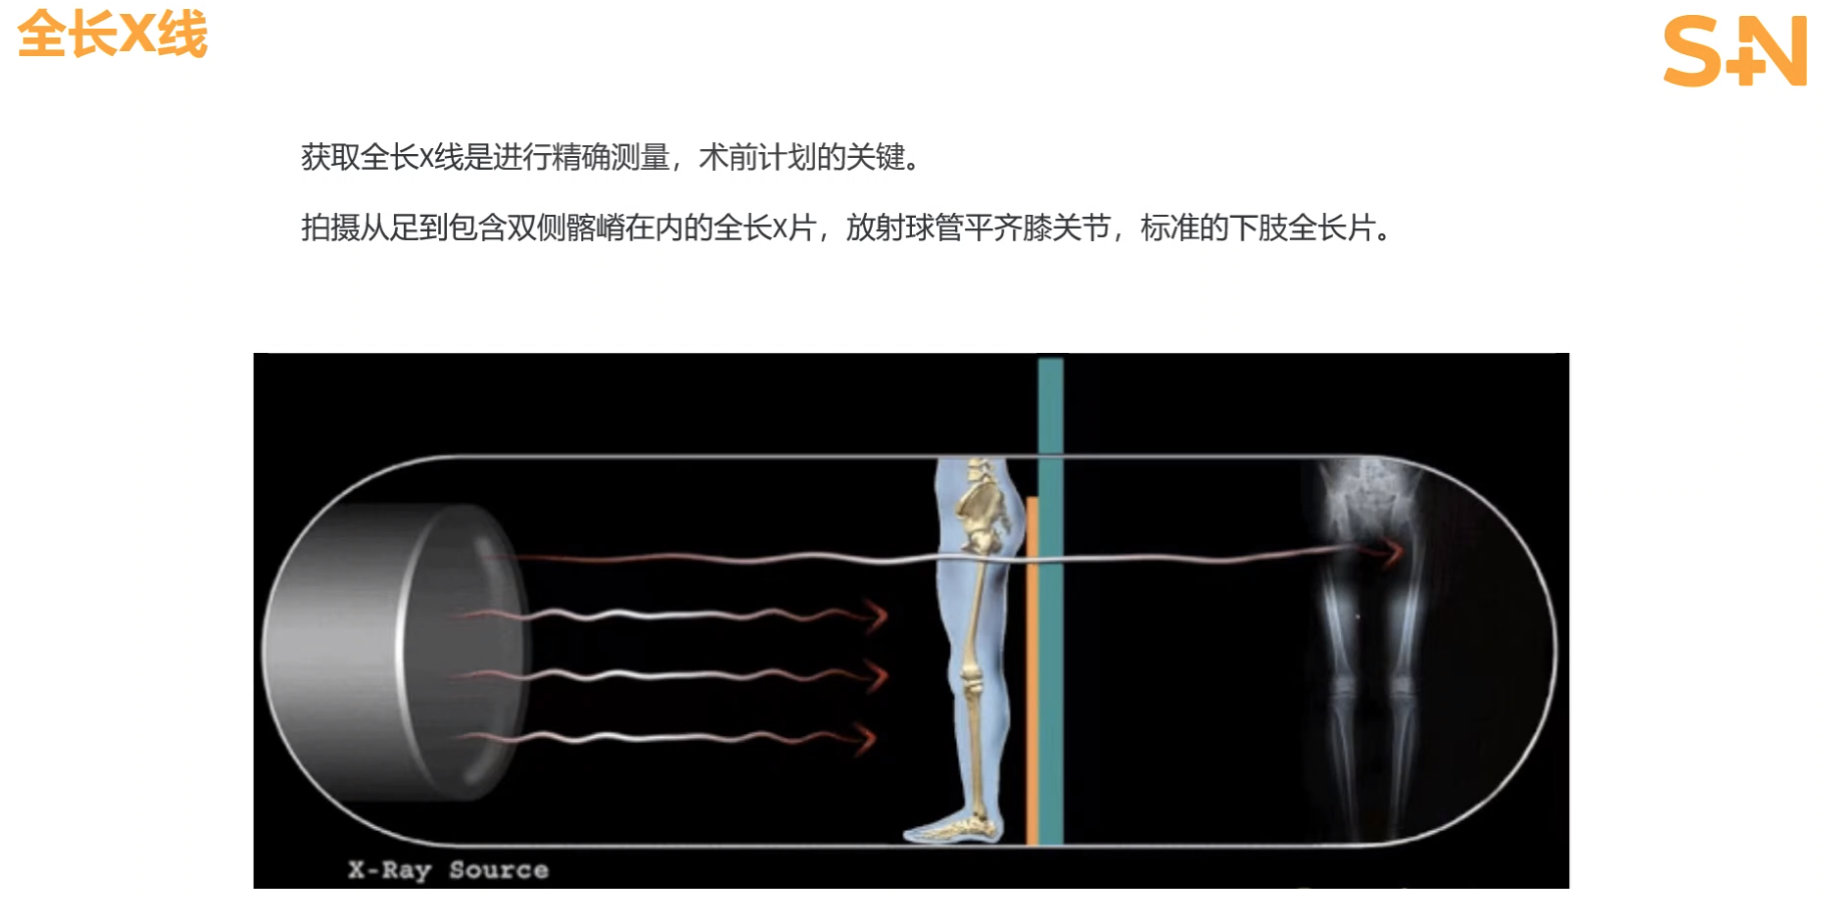 全长X线
S+N
获取全长X线是进行精确测量，术前计划的关键。
拍摄从足到包含双侧髂嵴在内的全长X片，放射球管平齐膝关节，标准的下肢全长片。
X-Ray Source